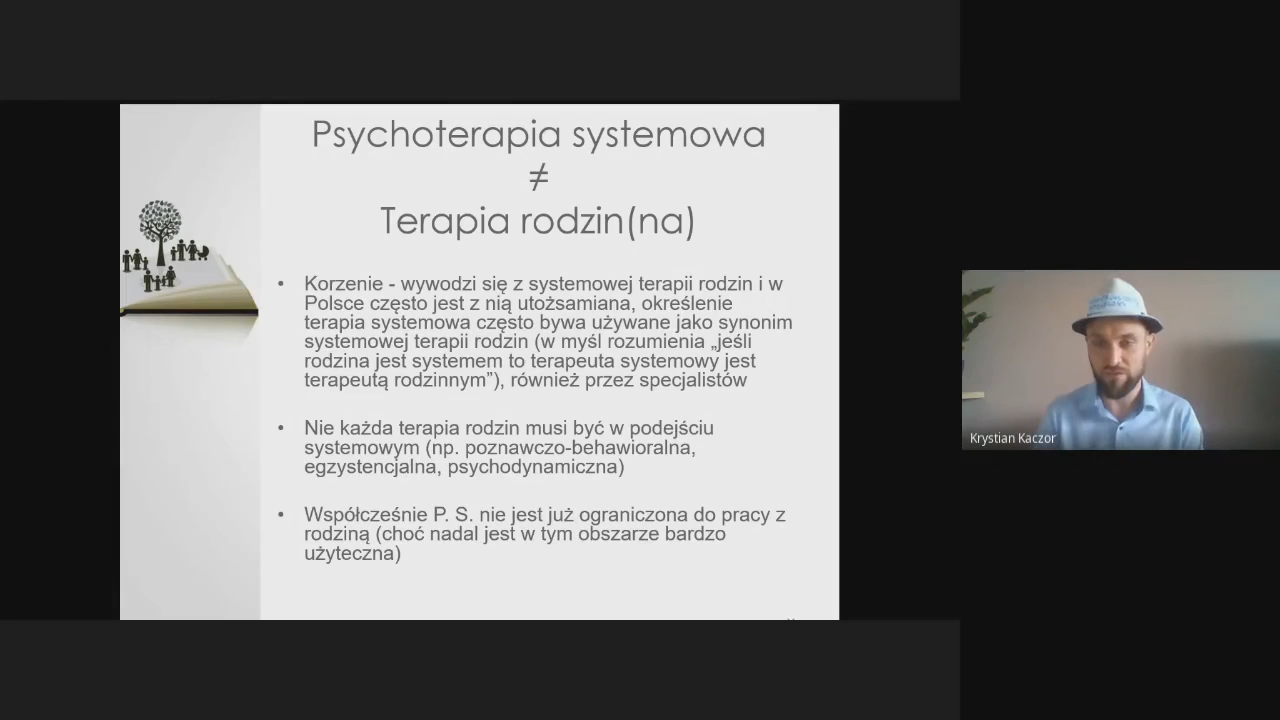 Psychoterapia systemowa
≠
Terapia rodzin(na)
• Korzenie - wywodzi się z systemowej terapii rodzin i w
Polsce często jest z nią utożsamiana, określenie
terapia systemowa często bywa używane jako synonim
systemowej terapii rodzin (w myśl rozumienia „jeśli
rodzina jest systemem to terapeuta systemowy jest
terapeutą rodzinnym”), również przez specjalistów
• Nie każda terapia rodzin musi być w podejściu
systemowym (np. poznawczo-behawioralna,
egzystencjalna, psychodynamiczna)
• Współcześnie P. S. nie jest już ograniczona do pracy z
rodziną (choć nadal jest w tym obszarze bardzo
użyteczna)
Krystian Kaczor